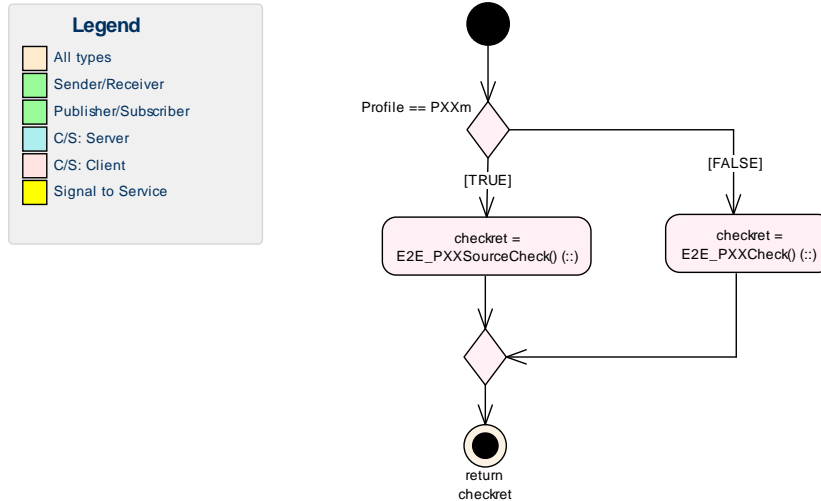 Legend
All types
Sender/Receiver
Publisher/Subscriber
C/S: Server
C/S: Client
Signal to Service
Profile == PXXm
[TRUE]
[FALSE]
checkret =
E2E_PXXSourceCheck() (::)
checkret =
E2E_PXXCheck() (::)
return
checkret